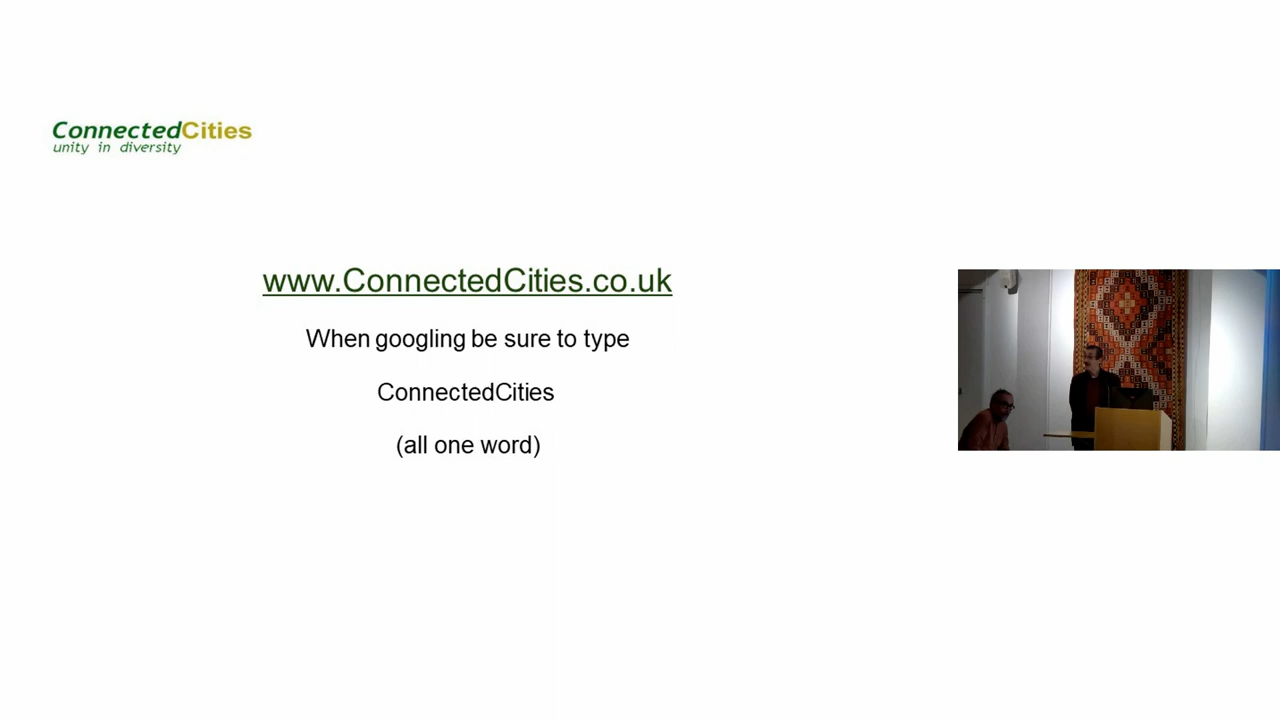 ConnectedCities
unity in diversity
www.ConnectedCities.co.uk
When googling be sure to type
ConnectedCities
(all one word)